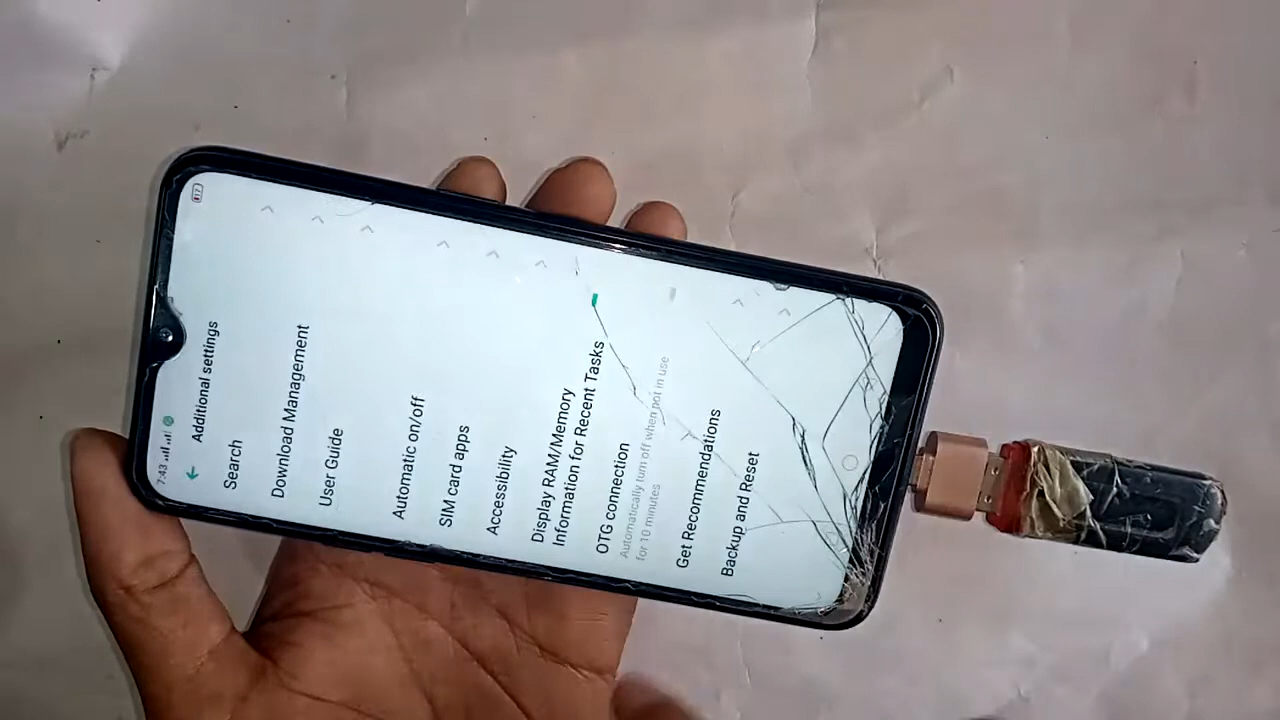 7:43
17
Additional settings
Search
Download Management
User Guide
Automatic on/off
SIM card apps
Accessibility
Display RAM/Memory
Information for Recent Tasks
OTG connection
Automatically turn off when not in use
for 10 minutes
Get Recommendations
Backup and Reset